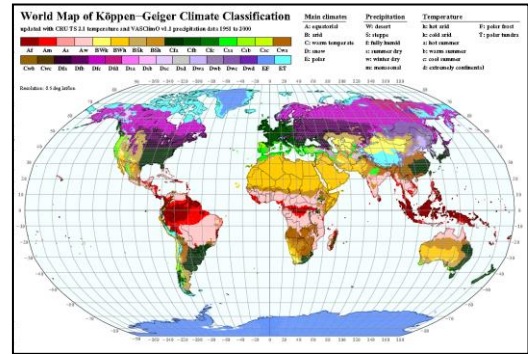 World Map of Köppen−Geiger Climate Classification
updated with CRU TS 2.1 temperature and VASClimO v1.1 precipitation data 1951 to 2000
Af Am As Aw BWk BWh BSk BSh Cfa Cfb Cfc Csa Csb Csc Cwa
Cwb Cwc Dfa Dfb Dfc Dfd Dsa Dsb Dsc Dsd Dwa Dwb Dwc Dwd EF ET
Main climates
A: equatorial
B: arid
C: warm temperate
D: snow
E: polar
Precipitation
W: desert
S: steppe
f: fully humid
s: summer dry
w: winter dry
m: monsoonal
Temperature
h: hot arid
k: cold arid
a: hot summer
b: warm summer
c: cool summer
d: extremely continental
F: polar frost
T: polar tundra
Resolution: 0.5 deg lat/lon